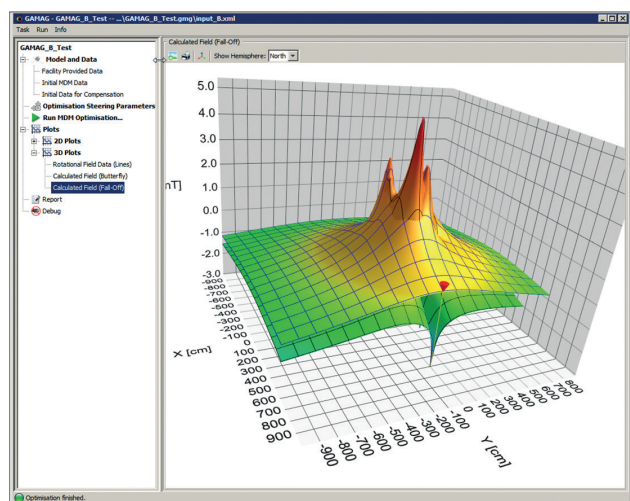 GAMAG - GAMAG_B_Test -- ...\GAMAG_B_Test.gmg\input_B.xml
Task Run Info
GAMAG_B_Test
Model and Data
Facility Provided Data
Initial MDM Data
Initial Data for Compensation
Optimisation Steering Parameters
Run MDM Optimisation...
Plots
2D Plots
3D Plots
Rotational Field Data (Lines)
Calculated Field (Butterfly)
Calculated Field (Fall-Off)
Report
Debug
Calculated Field (Fall-Off)
Show Hemisphere: North
5.0
4.0
3.0
2.0
nT]
1.0
0.0
-1.0
-2.0
-3.0
-900
-800
-700
-600
-500
-400
-300
-200
-100
0
100
200
300
400
500
600
700
800
900
X [cm]
-900
-800
-700
-600
-500
-400
-300
-200
-100
0
100
200
300
400
500
600
700
800
Y [cm]
Optimisation finished.